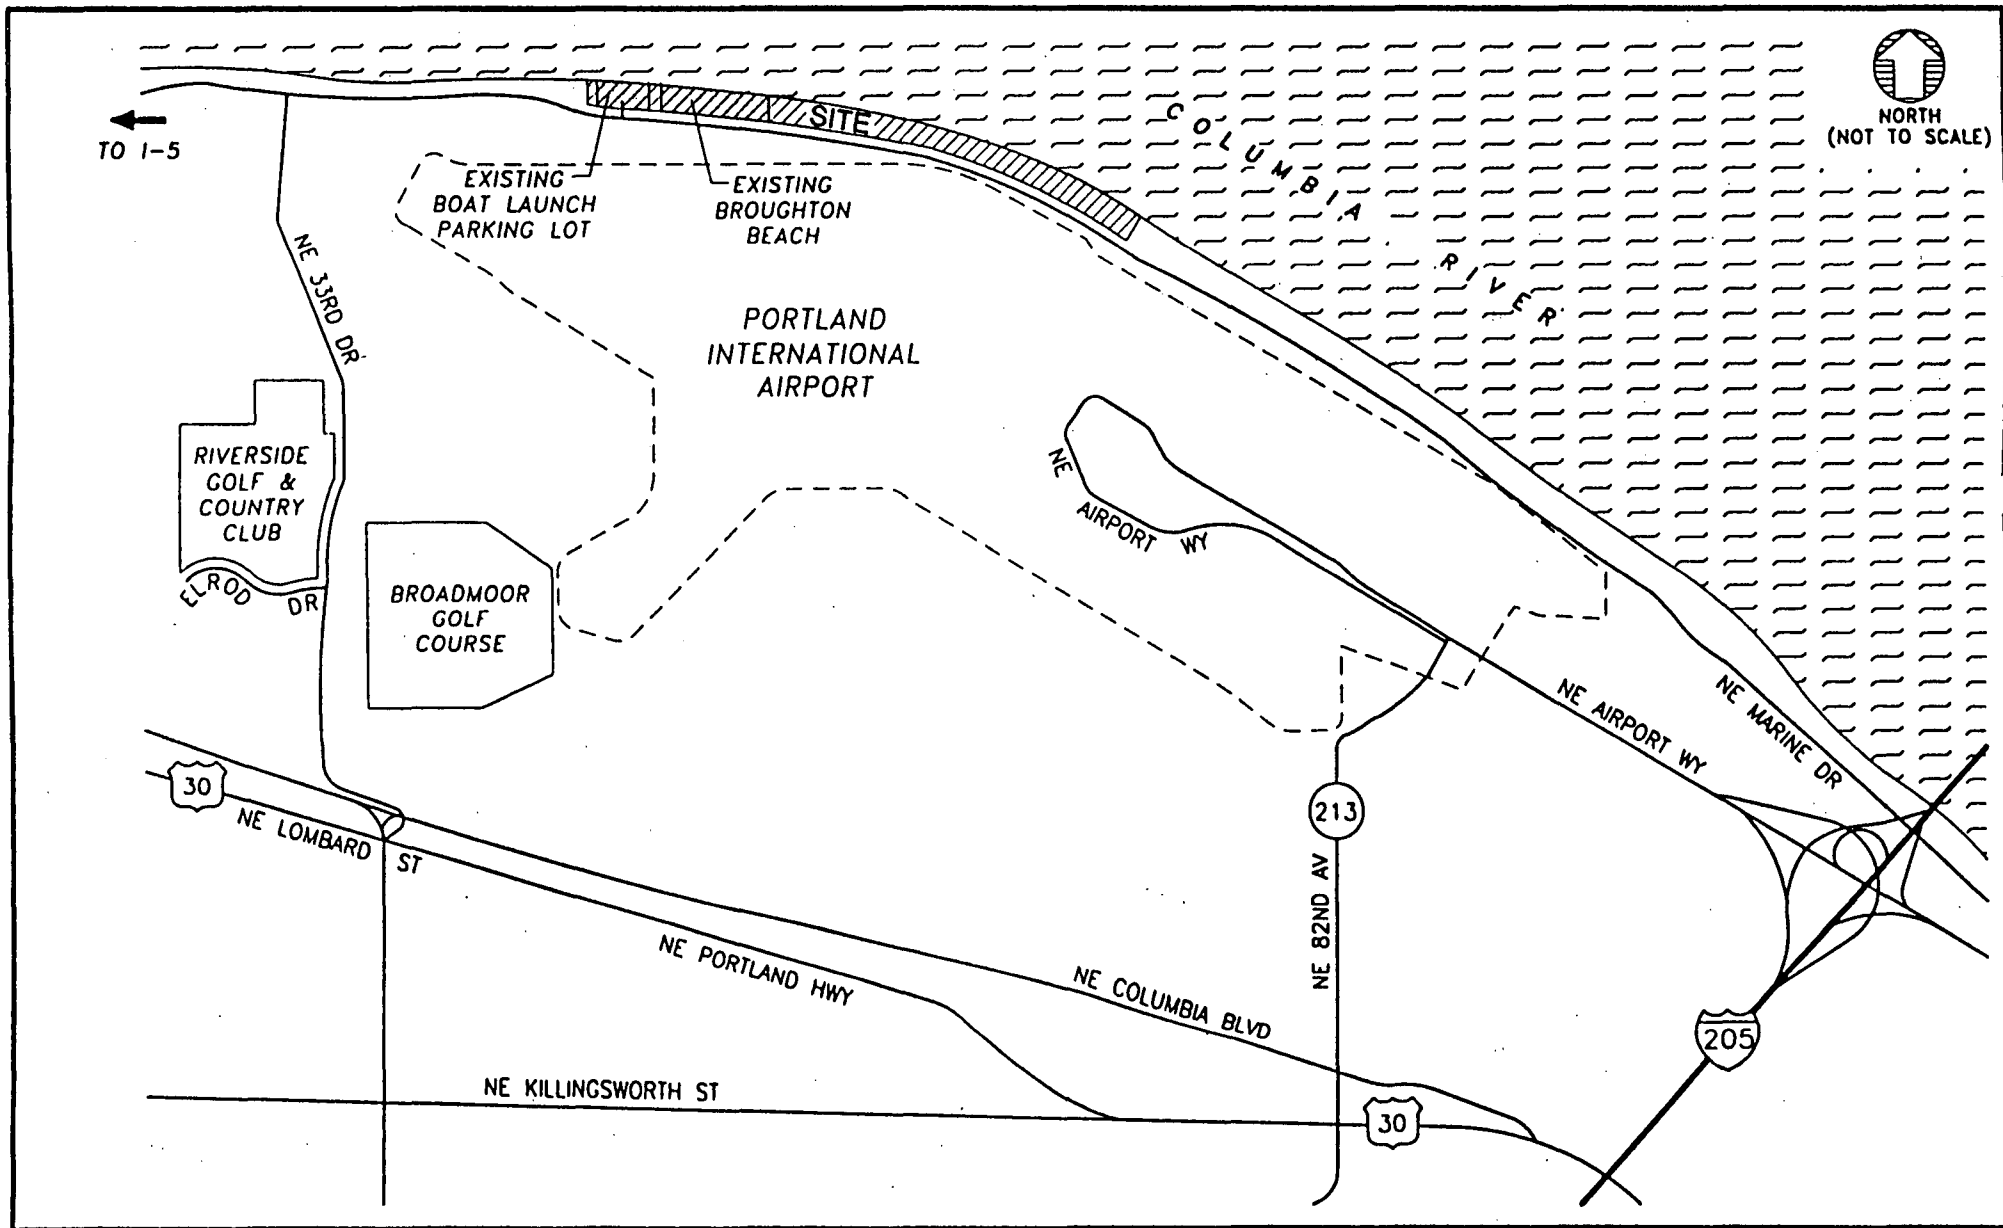 NORTH
(NOT TO SCALE)
TO I-5
SITE
COLUMBIA RIVER
EXISTING
BOAT LAUNCH
PARKING LOT
EXISTING
BROUGHTON
BEACH
NE 33RD DR
PORTLAND
INTERNATIONAL
AIRPORT
RIVERSIDE
GOLF &
COUNTRY
CLUB
NE AIRPORT WY
ELROD DR
BROADMOOR
GOLF
COURSE
NE AIRPORT WY
NE MARINE DR
30
NE LOMBARD ST
213
NE 82ND AV
NE PORTLAND HWY
NE COLUMBIA BLVD
205
NE KILLINGSWORTH ST
30